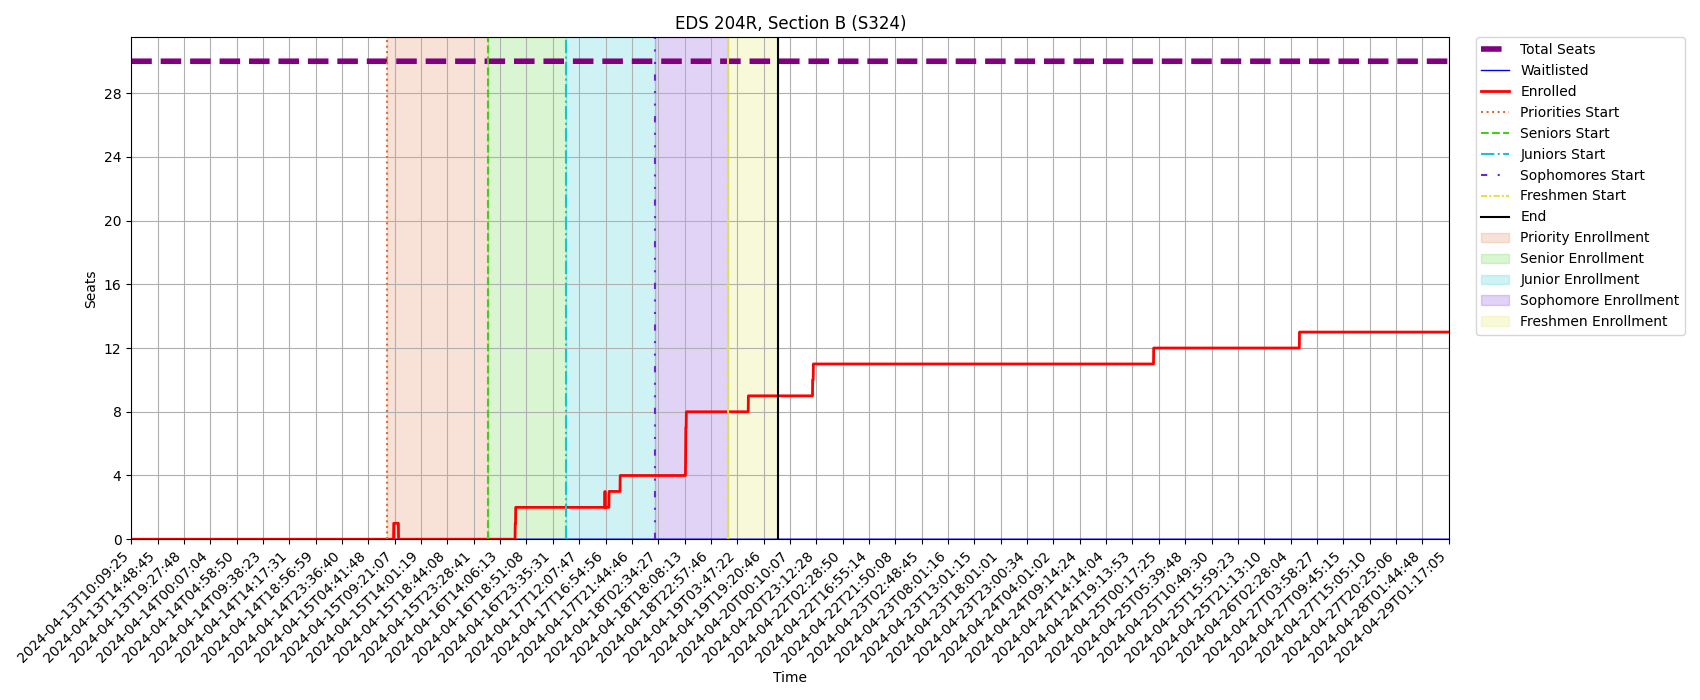 EDS 204R, Section B (S324)
Total Seats
Waitlisted
Enrolled
Priorities Start
Seniors Start
Juniors Start
Sophomores Start
Freshmen Start
End
Priority Enrollment
Senior Enrollment
Junior Enrollment
Sophomore Enrollment
Freshmen Enrollment
Seats
28
24
20
16
12
8
4
0
2024-04-13T10:09:25
2024-04-13T14:48:45
2024-04-13T19:27:48
2024-04-14T00:07:04
2024-04-14T04:58:50
2024-04-14T09:38:23
2024-04-14T14:17:31
2024-04-14T18:56:59
2024-04-14T23:36:40
2024-04-15T04:41:48
2024-04-15T09:21:07
2024-04-15T14:01:19
2024-04-15T18:44:08
2024-04-15T23:28:41
2024-04-16T14:06:13
2024-04-16T18:51:08
2024-04-16T23:35:31
2024-04-17T12:07:47
2024-04-17T16:54:56
2024-04-17T21:44:46
2024-04-18T02:34:27
2024-04-18T18:08:13
2024-04-18T22:57:46
2024-04-19T03:47:22
2024-04-19T19:20:46
2024-04-20T00:10:07
2024-04-20T23:12:28
2024-04-22T02:28:50
2024-04-22T16:55:14
2024-04-22T21:50:08
2024-04-23T02:48:45
2024-04-23T08:01:16
2024-04-23T13:01:15
2024-04-23T18:01:01
2024-04-23T23:00:34
2024-04-24T04:01:02
2024-04-24T09:14:24
2024-04-24T14:14:04
2024-04-24T19:13:53
2024-04-25T00:17:25
2024-04-25T05:39:48
2024-04-25T10:49:30
2024-04-25T15:59:23
2024-04-25T21:13:10
2024-04-26T02:28:04
2024-04-27T03:58:27
2024-04-27T09:45:15
2024-04-27T15:05:10
2024-04-27T20:25:06
2024-04-28T01:44:48
2024-04-29T01:17:05
Time